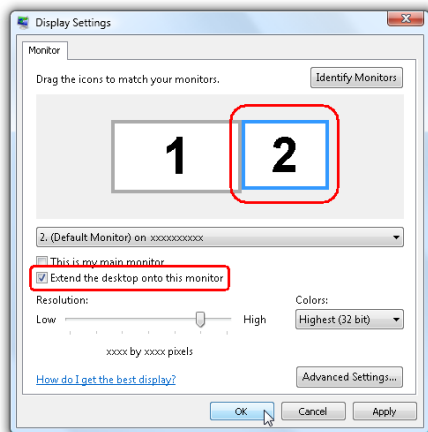 Display Settings
Monitor
Drag the icons to match your monitors.
Identify Monitors
1
2
2. (Default Monitor) on xxxxxxxxxx
This is my main monitor
Extend the desktop onto this monitor
Resolution:
Colors:
Low
High
Highest (32 bit)
xxxx by xxxx pixels
How do I get the best display?
Advanced Settings...
OK
Cancel
Apply